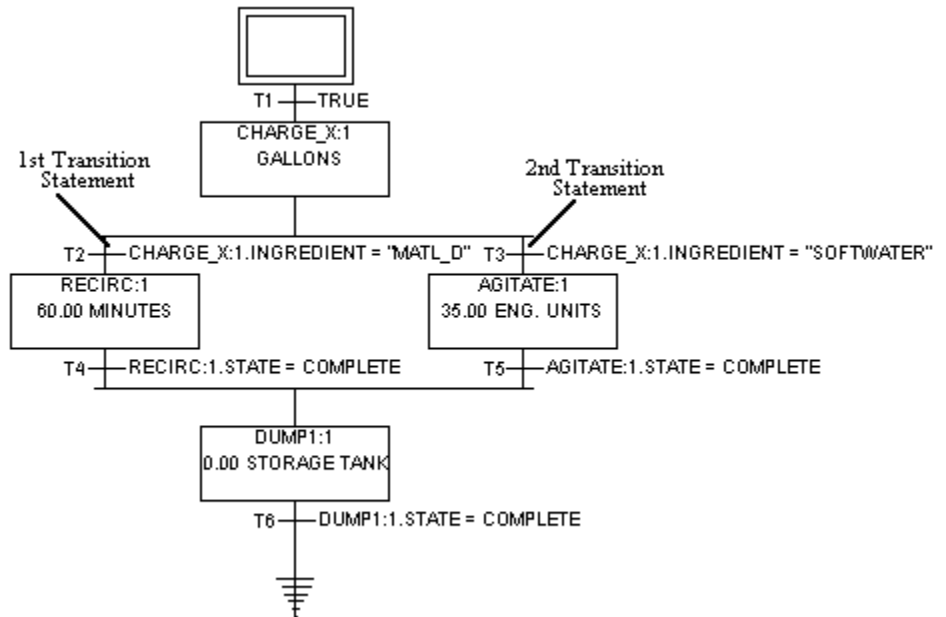 T1 TRUE
CHARGE_X:1
GALLONS
1st Transition
Statement
2nd Transition
Statement
T2 CHARGE_X:1.INGREDIENT = "MATL_D"
T3 CHARGE_X:1.INGREDIENT = "SOFTWATER"
RECIRC:1
60.00 MINUTES
AGITATE:1
35.00 ENG. UNITS
T4 RECIRC:1.STATE = COMPLETE
T5 AGITATE:1.STATE = COMPLETE
DUMP1:1
0.00 STORAGE TANK
T6 DUMP1:1.STATE = COMPLETE